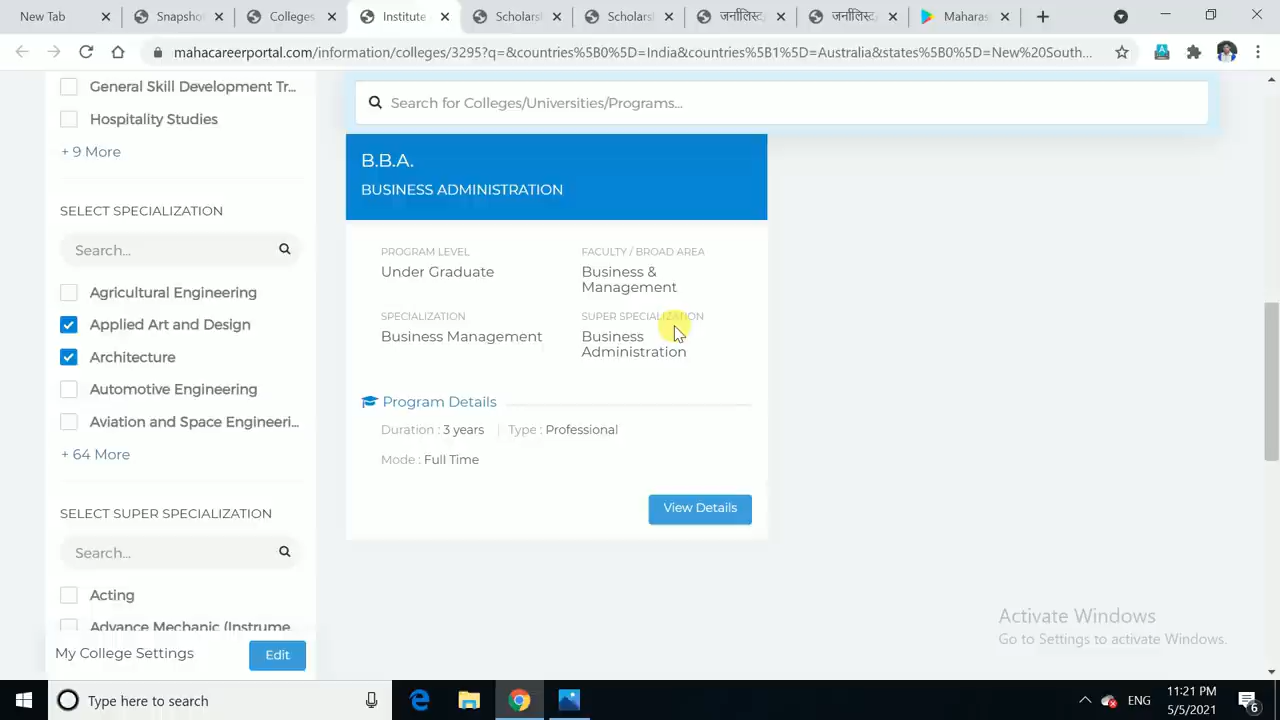 New Tab
Snapsho
Colleges
Institute
Scholarsl
Scholarsl
जर्नालिस्ट
जर्नालिस्ट
Maharas
mahacareerportal.com/information/colleges/3295?q=&countries%5B0%5D=India&countries%5B1%5D=Australia&states%5B0%5D=New%20South...
General Skill Development Tr...
Hospitality Studies
+ 9 More
SELECT SPECIALIZATION
Search...
Agricultural Engineering
Applied Art and Design
Architecture
Automotive Engineering
Aviation and Space Engineeri...
+ 64 More
SELECT SUPER SPECIALIZATION
Search...
Acting
Advance Mechanic (Instrume
My College Settings
Edit
Search for Colleges/Universities/Programs...
B.B.A.
BUSINESS ADMINISTRATION
PROGRAM LEVEL
Under Graduate
FACULTY / BROAD AREA
Business &
Management
SPECIALIZATION
Business Management
SUPER SPECIALIZATION
Business
Administration
Program Details
Duration : 3 years
Type : Professional
Mode : Full Time
View Details
Activate Windows
Go to Settings to activate Windows.
Type here to search
ENG
11:21 PM
5/5/2021
6